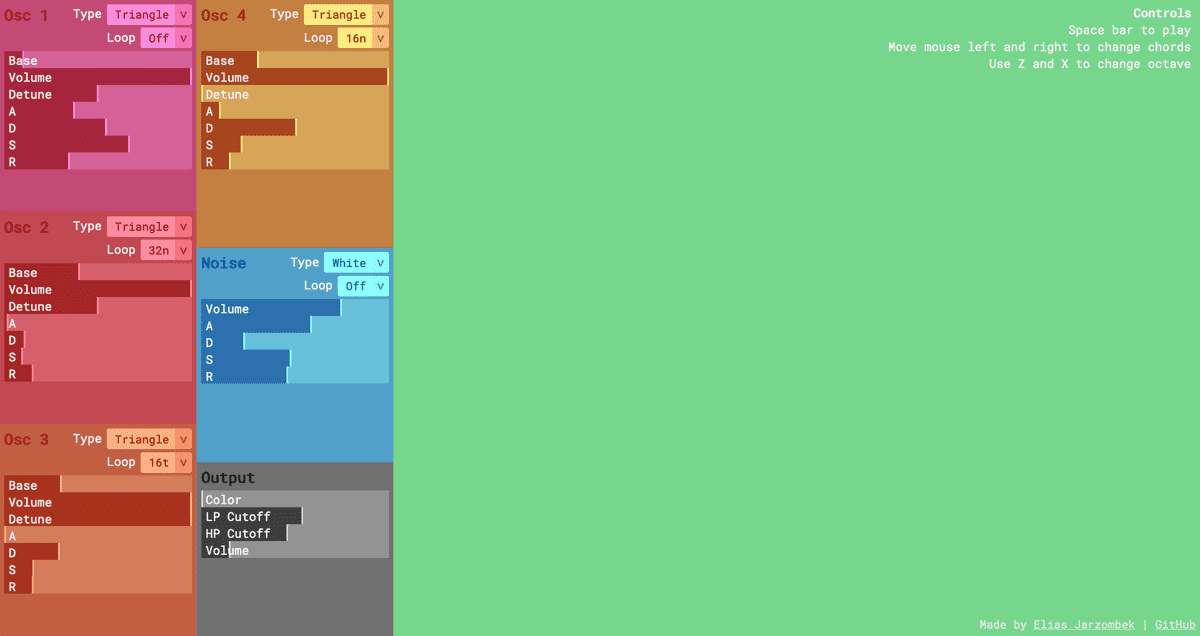 Osc 1 Type Triangle v
Loop Off v
Base
Volume
Detune
A
D
S
R
Osc 2 Type Triangle v
Loop 32n v
Base
Volume
Detune
A
D
S
R
Osc 3 Type Triangle v
Loop 16t v
Base
Volume
Detune
A
D
S
R
Osc 4 Type Triangle v
Loop 16n v
Base
Volume
Detune
A
D
S
R
Noise Type White v
Loop Off v
Volume
A
D
S
R
Output
Color
LP Cutoff
HP Cutoff
Volume
Controls
Space bar to play
Move mouse left and right to change chords
Use Z and X to change octave
Made by Elias Jarzombek | GitHub